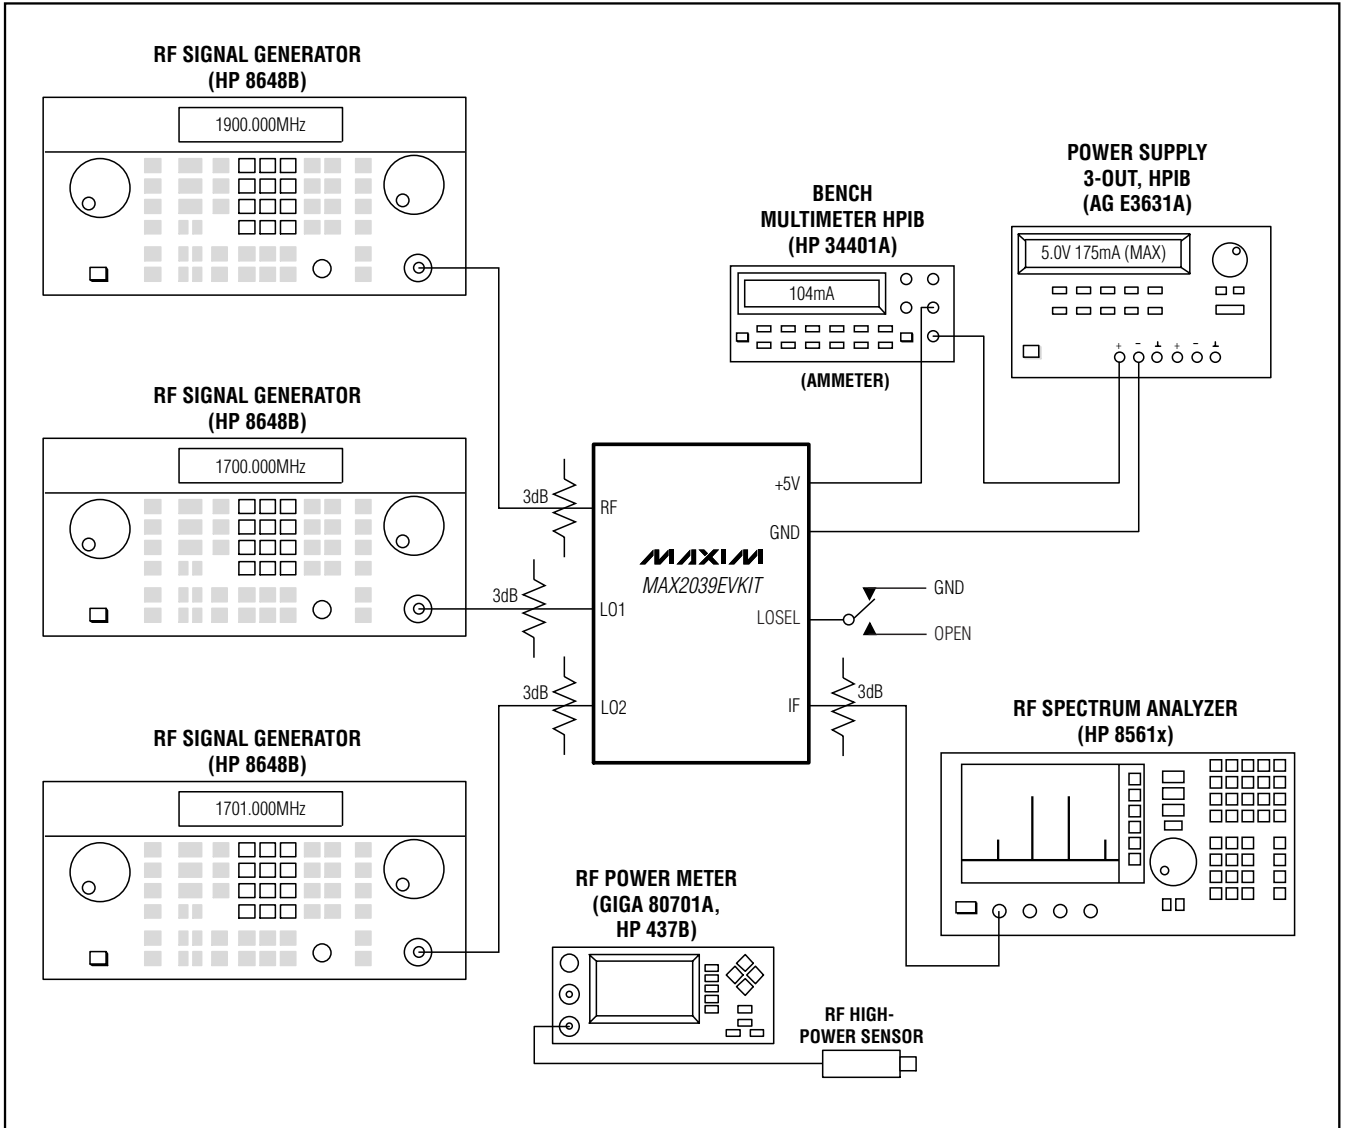 RF SIGNAL GENERATOR
(HP 8648B)
1900.000MHz
POWER SUPPLY
3-OUT, HPIB
(AG E3631A)
5.0V 175mA (MAX)
+ - ⊥ + - ⊥
BENCH
MULTIMETER HPIB
(HP 34401A)
104mA
(AMMETER)
RF SIGNAL GENERATOR
(HP 8648B)
1700.000MHz
3dB
RF
+5V
GND
MAXIM
MAX2039EVKIT
3dB
LO1
LOSEL
GND
OPEN
3dB
LO2
IF
3dB
RF SIGNAL GENERATOR
(HP 8648B)
1701.000MHz
RF SPECTRUM ANALYZER
(HP 8561x)
RF POWER METER
(GIGA 80701A,
HP 437B)
RF HIGH-
POWER SENSOR